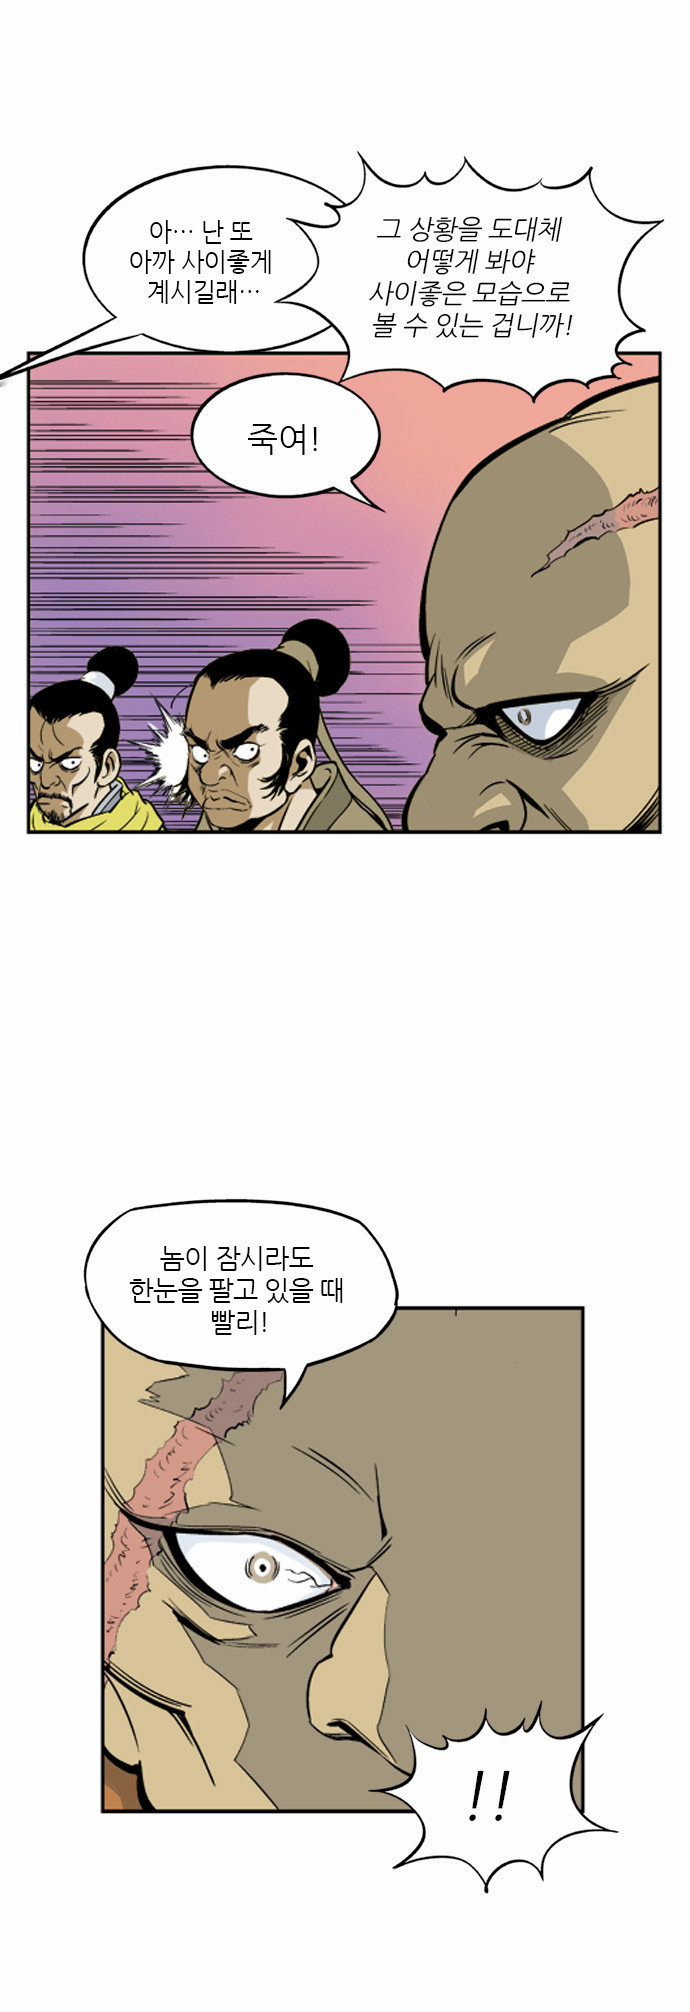 아… 난 또
아까 사이좋게
계시길래…
그 상황을 도대체
어떻게 봐야
사이좋은 모습으로
볼 수 있는 겁니까!
죽여!
놈이 잠시라도
한눈을 팔고 있을 때
빨리!
!!